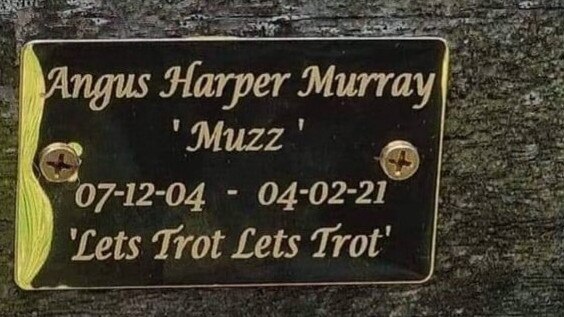 Angus Harper Murray
' Muzz '
07-12-04 - 04-02-21
'Lets Trot Lets Trot'